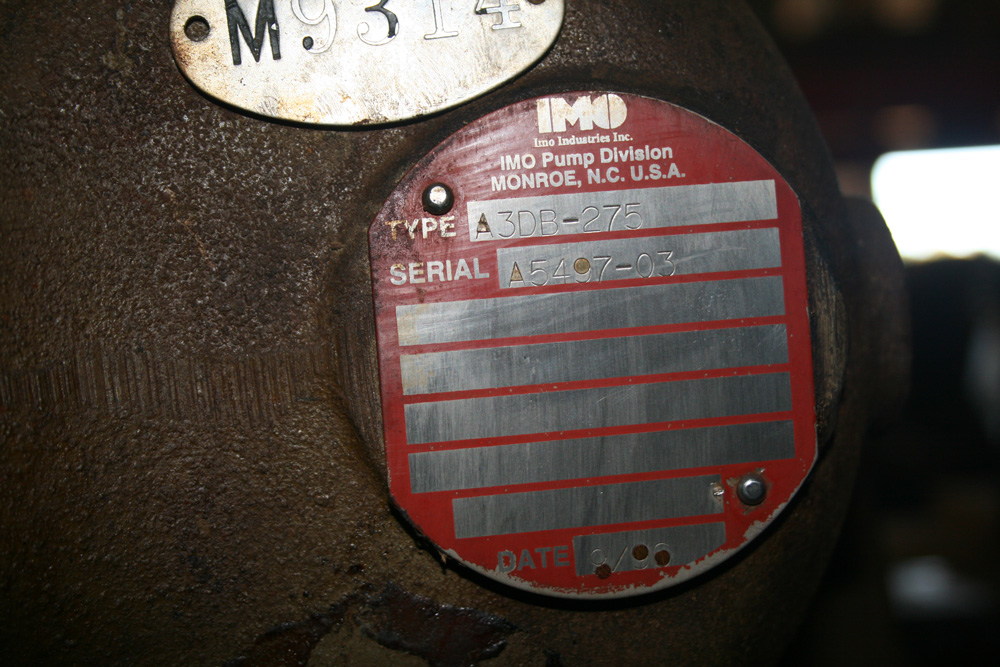 M9314
IMO
Imo Industries Inc.
IMO Pump Division
MONROE, N.C. U.S.A.
TYPE A3DB-275
SERIAL A5497-03
DATE